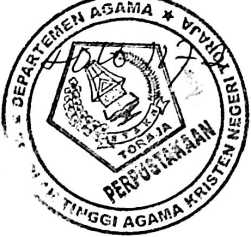 DEPARTEMEN AGAMA ★
TINGGI AGAMA KRISTEN NEGERI TORAJA
TORAJA
PERPUSTAKAAN